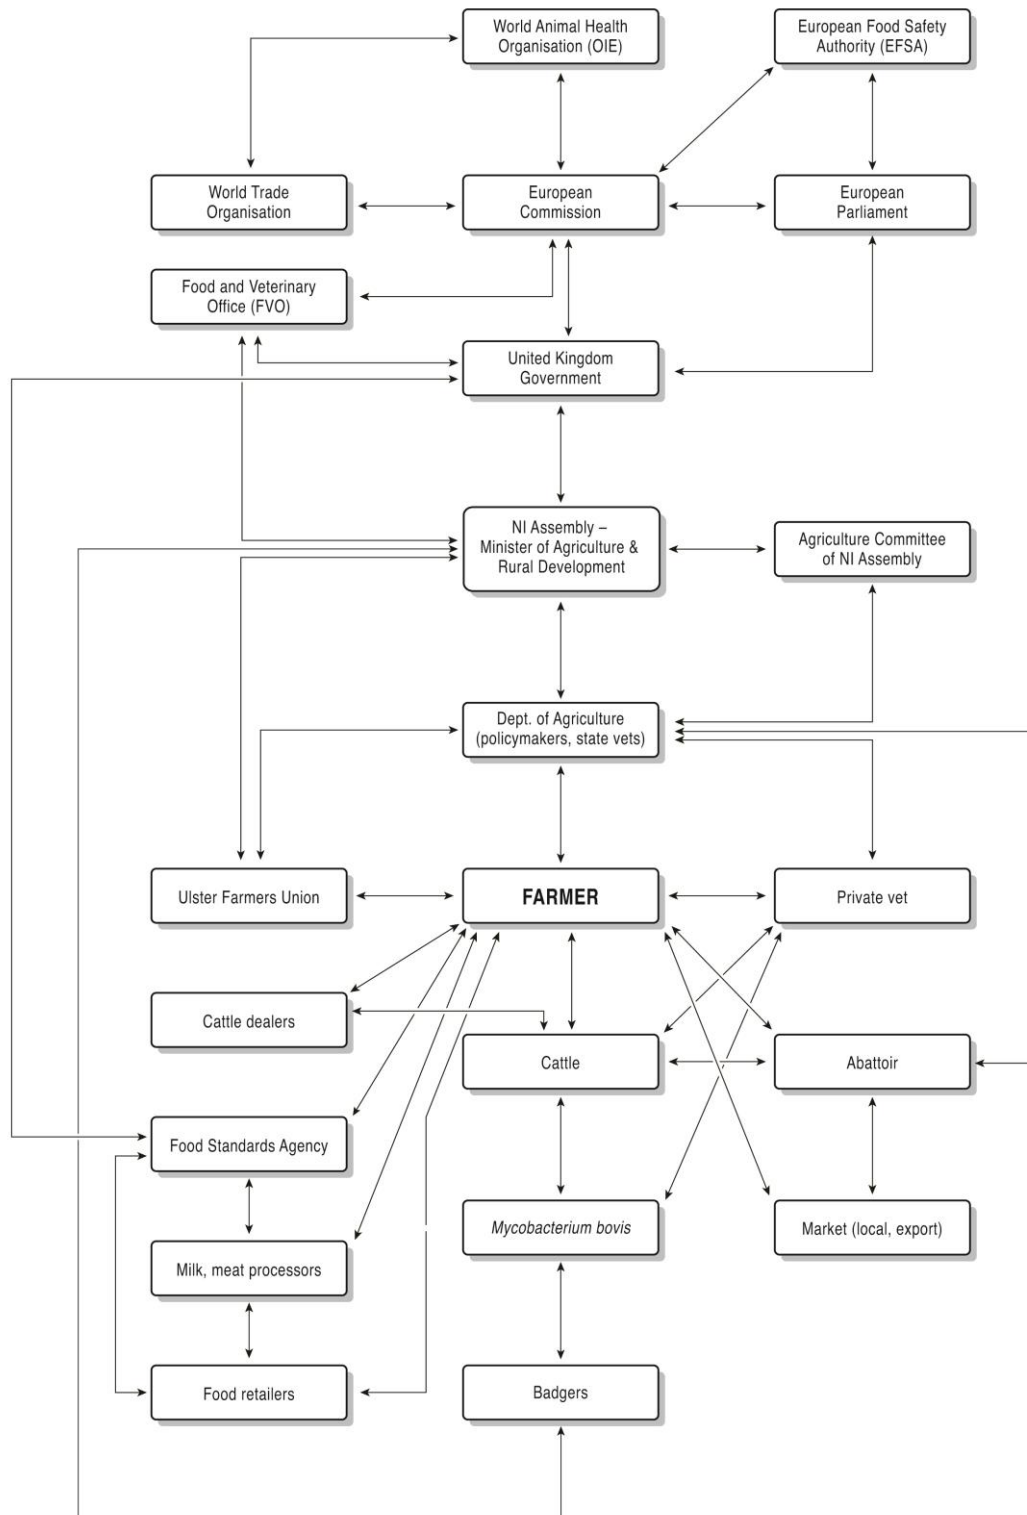 World Animal Health
Organisation (OIE)
European Food Safety
Authority (EFSA)
World Trade
Organisation
European
Commission
European
Parliament
Food and Veterinary
Office (FVO)
United Kingdom
Government
NI Assembly –
Minister of Agriculture &
Rural Development
Agriculture Committee
of NI Assembly
Dept. of Agriculture
(policymakers, state vets)
Ulster Farmers Union
FARMER
Private vet
Cattle dealers
Cattle
Abattoir
Food Standards Agency
Mycobacterium bovis
Market (local, export)
Milk, meat processors
Food retailers
Badgers